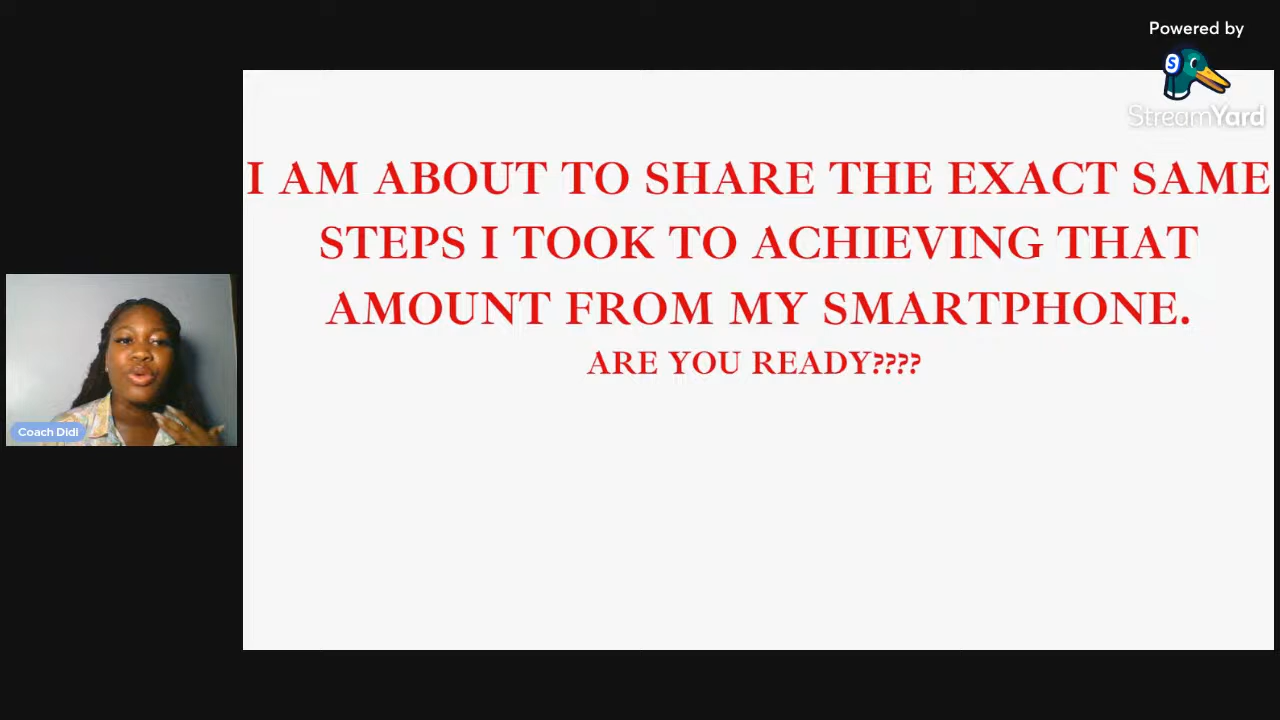 Powered by
S
StreamYard
I AM ABOUT TO SHARE THE EXACT SAME
STEPS I TOOK TO ACHIEVING THAT
AMOUNT FROM MY SMARTPHONE.
ARE YOU READY????
Coach Didi